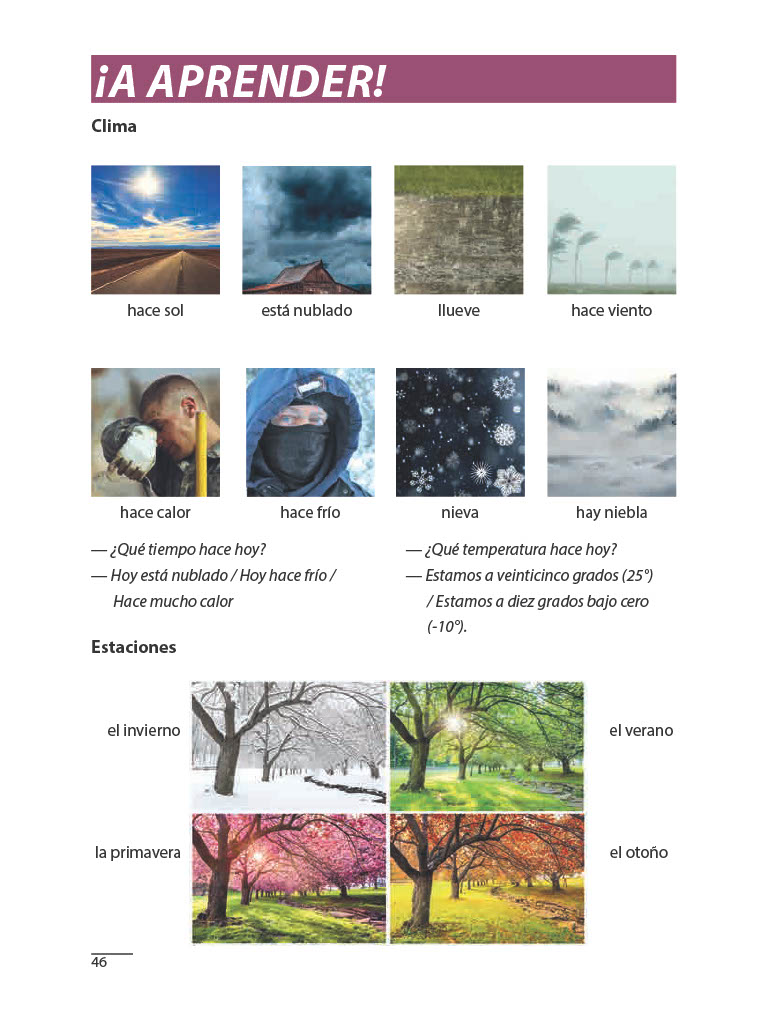 ¡A APRENDER!
Clima
hace sol
está nublado
llueve
hace viento
hace calor
hace frío
nieva
hay niebla
— ¿Qué tiempo hace hoy?
— Hoy está nublado / Hoy hace frío /
Hace mucho calor
— ¿Qué temperatura hace hoy?
— Estamos a veinticinco grados (25°)
/ Estamos a diez grados bajo cero
(-10°).
Estaciones
el invierno
el verano
la primavera
el otoño
46